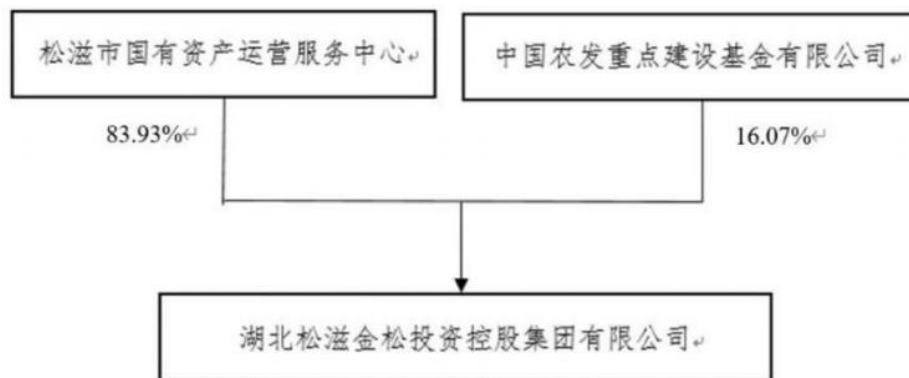 松滋市国有资产运营服务中心
中国农发重点建设基金有限公司
83.93%
16.07%
湖北松滋金松投资控股集团有限公司